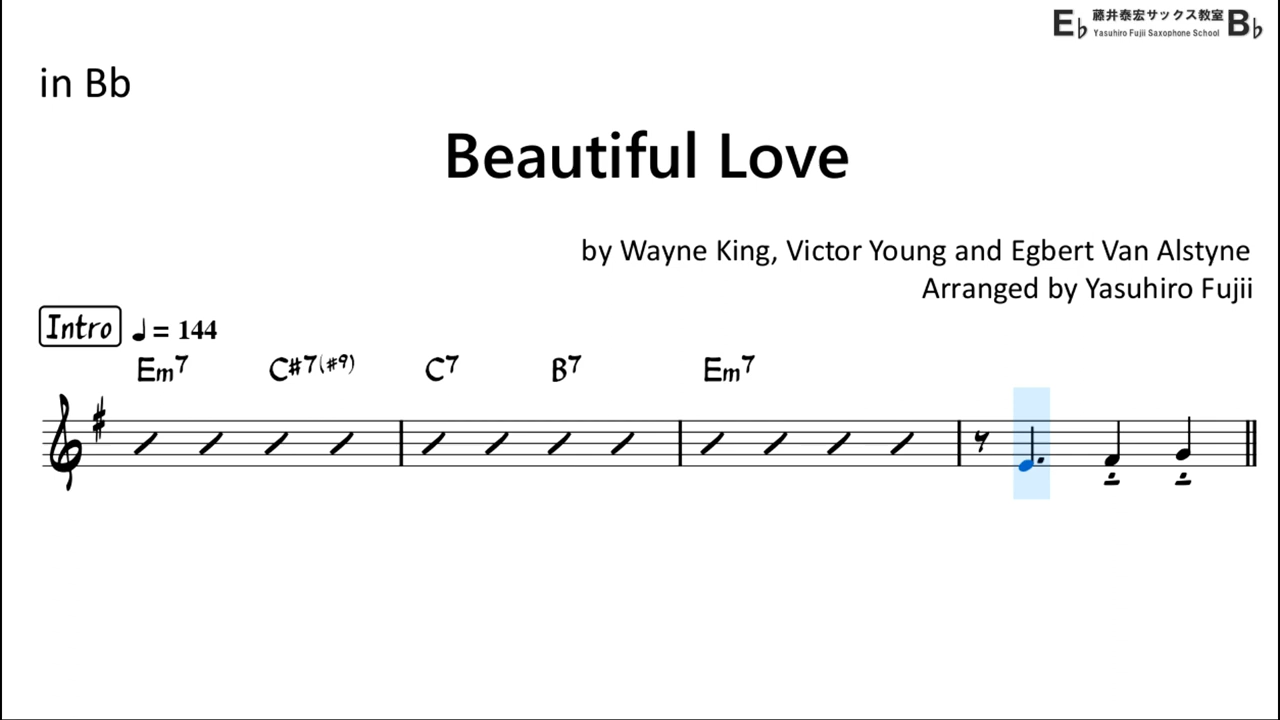 E♭ 藤井泰宏サックス教室 B♭
Yasuhiro Fujii Saxophone School
in Bb
Beautiful Love
by Wayne King, Victor Young and Egbert Van Alstyne
Arranged by Yasuhiro Fujii
Intro ♩= 144
Em7 C#7(#9) C7 B7 Em7